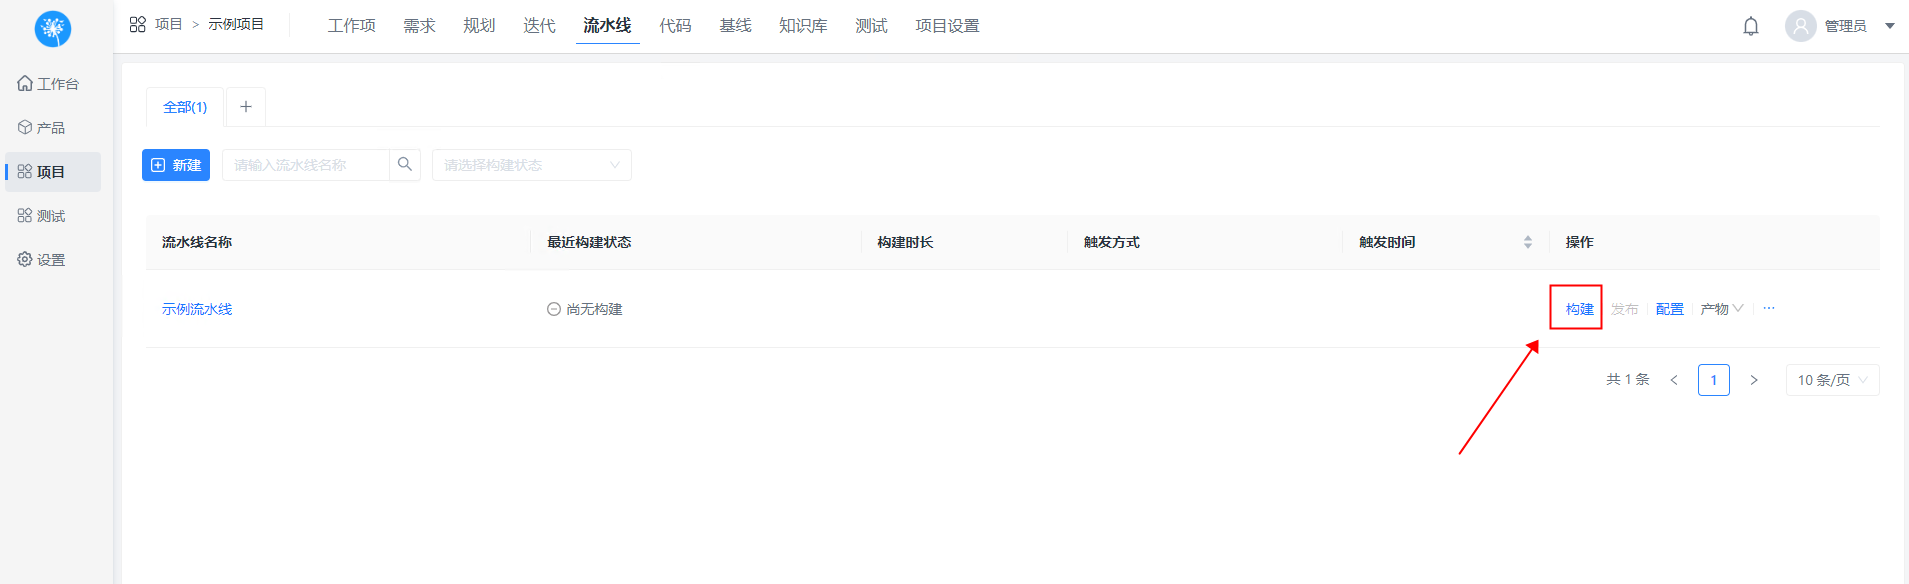 项目 > 示例项目 工作项 需求 规划 迭代 流水线 代码 基线 知识库 测试 项目设置 管理员
工作台
产品
项目
测试
设置
全部(1) +
新建 请输入流水线名称 请选择构建状态
流水线名称 最近构建状态 构建时长 触发方式 触发时间 操作
示例流水线 尚无构建 构建 发布 配置 产物 ···
共 1 条 < 1 > 10 条/页